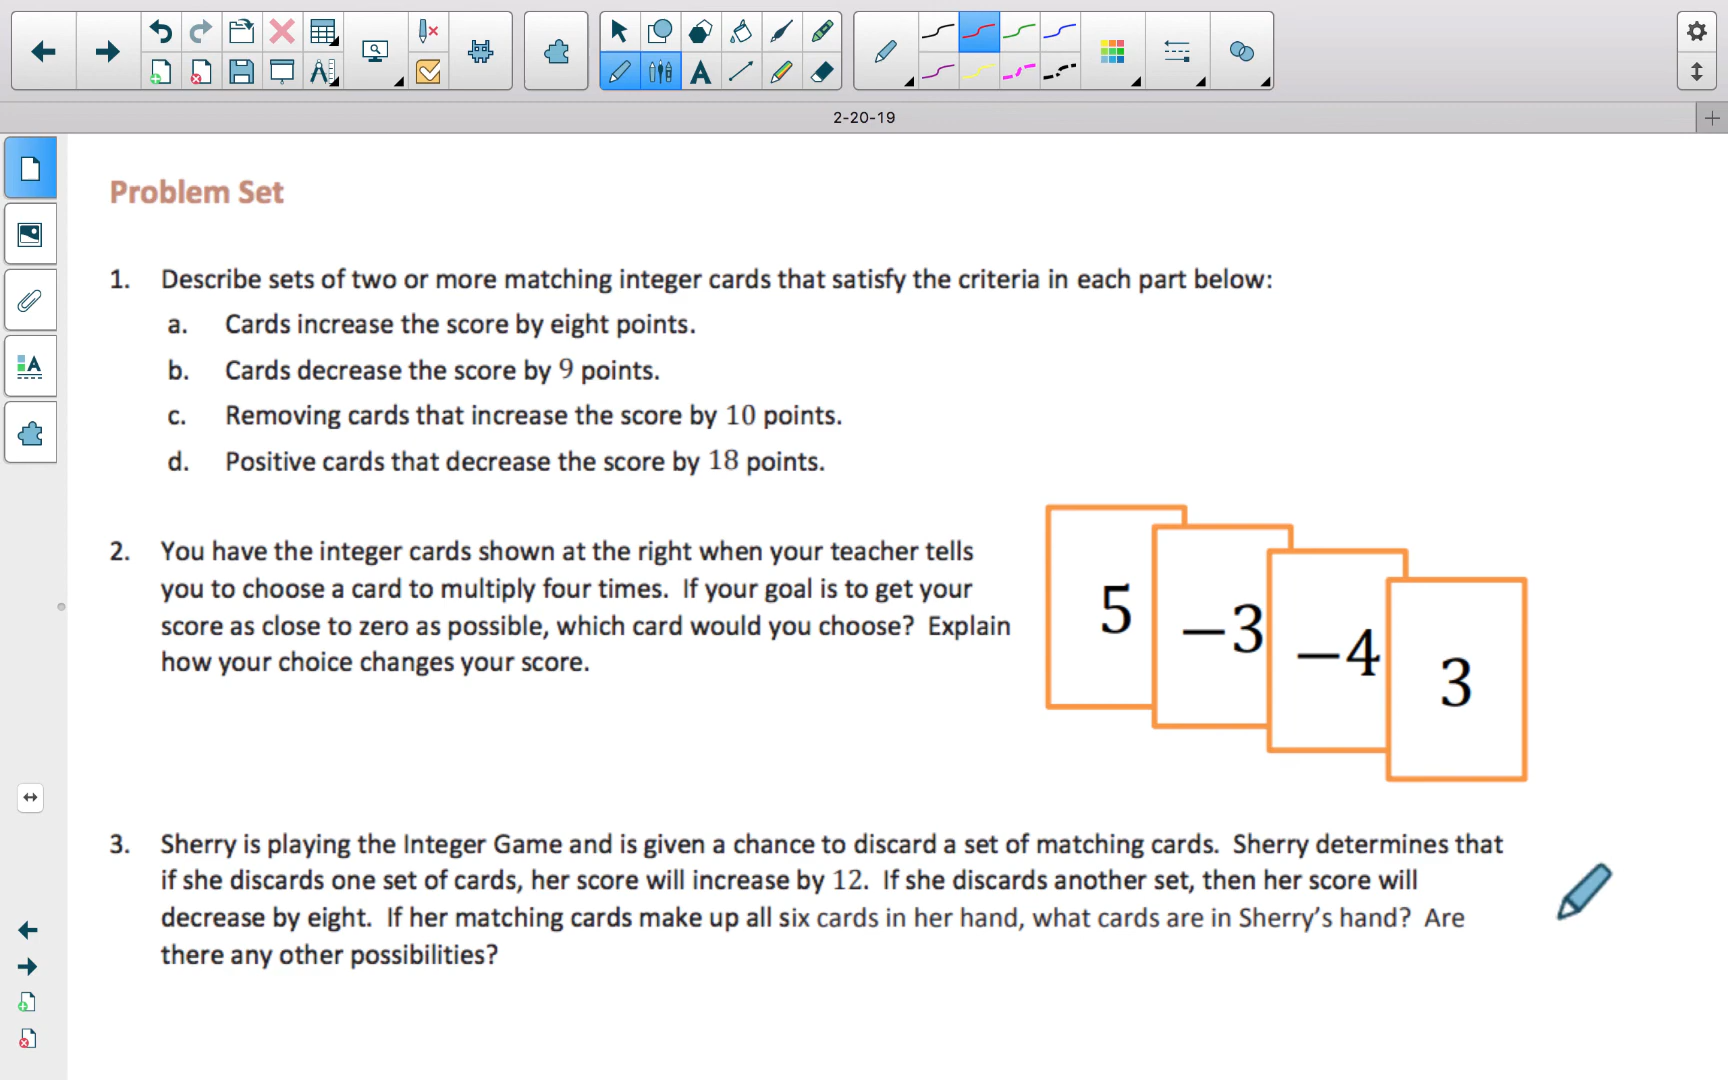 2-20-19
Problem Set
1. Describe sets of two or more matching integer cards that satisfy the criteria in each part below:
a. Cards increase the score by eight points.
b. Cards decrease the score by 9 points.
c. Removing cards that increase the score by 10 points.
d. Positive cards that decrease the score by 18 points.
2. You have the integer cards shown at the right when your teacher tells
you to choose a card to multiply four times. If your goal is to get your
score as close to zero as possible, which card would you choose? Explain
how your choice changes your score.
5
−3
−4
3
3. Sherry is playing the Integer Game and is given a chance to discard a set of matching cards. Sherry determines that
if she discards one set of cards, her score will increase by 12. If she discards another set, then her score will
decrease by eight. If her matching cards make up all six cards in her hand, what cards are in Sherry's hand? Are
there any other possibilities?